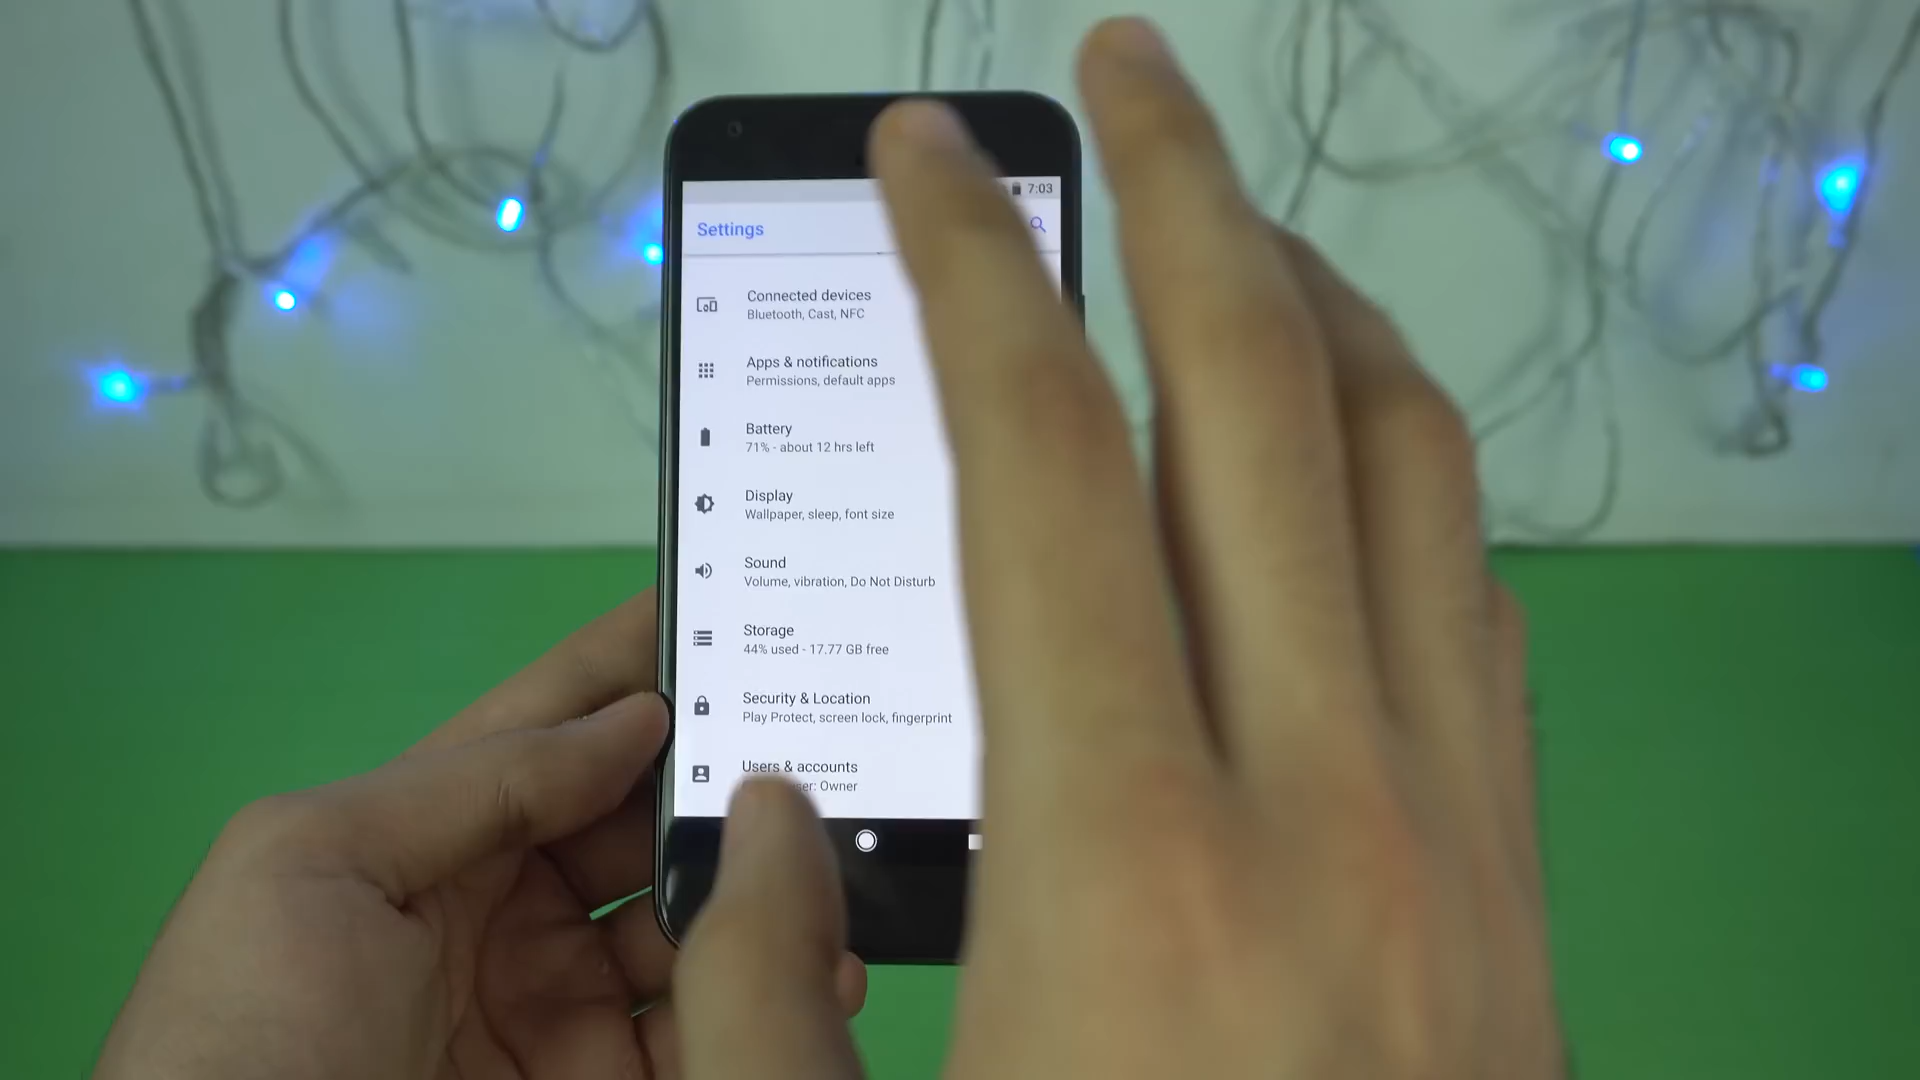 7:03
Settings
Connected devices
Bluetooth, Cast, NFC
Apps & notifications
Permissions, default apps
Battery
71% - about 12 hrs left
Display
Wallpaper, sleep, font size
Sound
Volume, vibration, Do Not Disturb
Storage
44% used - 17.77 GB free
Security & Location
Play Protect, screen lock, fingerprint
Users & accounts
Owner